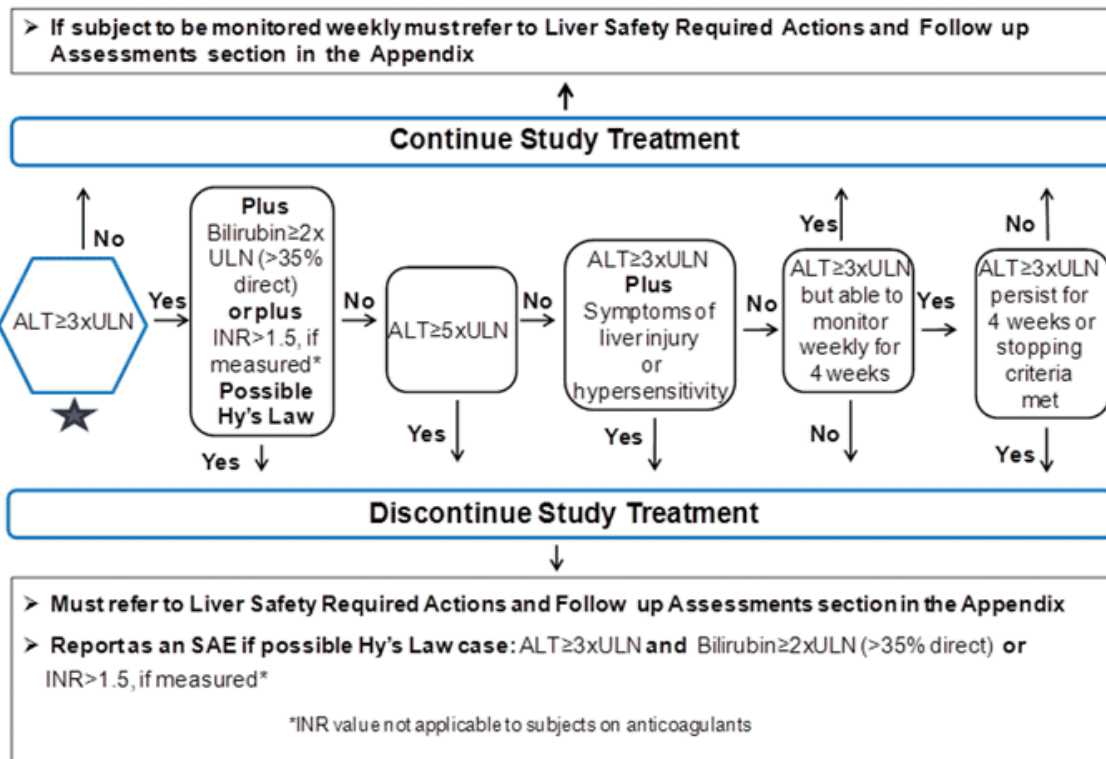 ➢ If subject to be monitored weekly must refer to Liver Safety Required Actions and Follow up
Assessments section in the Appendix
Continue Study Treatment
No
Yes
No
ALT≥3xULN
Yes
Plus
Bilirubin≥2x
ULN (>35%
direct)
or plus
INR>1.5, if
measured*
Possible
Hy's Law
No
ALT≥5xULN
No
ALT≥3xULN
Plus
Symptoms of
liver injury
or
hypersensitivity
No
ALT≥3xULN
but able to
monitor
weekly for
4 weeks
Yes
ALT≥3xULN
persist for
4 weeks or
stopping
criteria
met
Yes
Yes
Yes
No
Yes
Discontinue Study Treatment
➢ Must refer to Liver Safety Required Actions and Follow up Assessments section in the Appendix
➢ Report as an SAE if possible Hy's Law case: ALT≥3xULN and Bilirubin≥2xULN (>35% direct) or
INR>1.5, if measured*
*INR value not applicable to subjects on anticoagulants